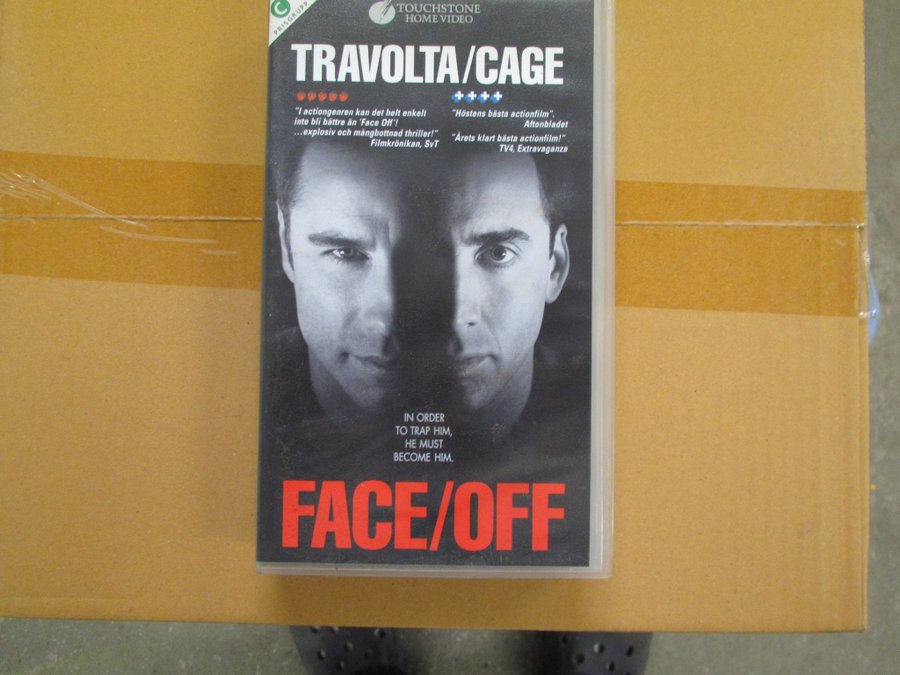 C
PRISGRUPP
TOUCHSTONE
HOME VIDEO
TRAVOLTA/CAGE
"I actiongenren kan det helt enkelt
inte bli bättre än 'Face Off'!
...explosiv och mångbottnad thriller!"
Filmkrönikan, SvT
"Höstens bästa actionfilm".
Aftonbladet
"Årets klart bästa actionfilm!"
TV4, Extravaganza
IN ORDER
TO TRAP HIM,
HE MUST
BECOME HIM.
FACE/OFF